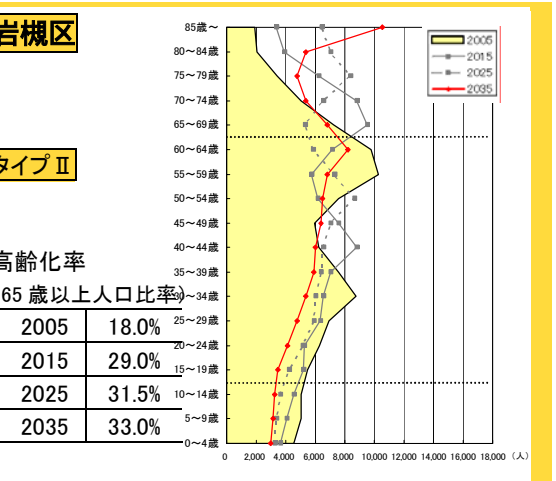 岩槻区
タイプⅡ
高齢化率
65 歳以上人口比率)
2005 18.0%
2015 29.0%
2025 31.5%
2035 33.0%
85歳～
80～84歳
75～79歳
70～74歳
65～69歳
60～64歳
55～59歳
50～54歳
45～49歳
40～44歳
35～39歳
30～34歳
25～29歳
20～24歳
15～19歳
10～14歳
5～9歳
0～4歳
0 2,000 4,000 6,000 8,000 10,000 12,000 14,000 16,000 18,000 (人)
2005
2015
2025
2035